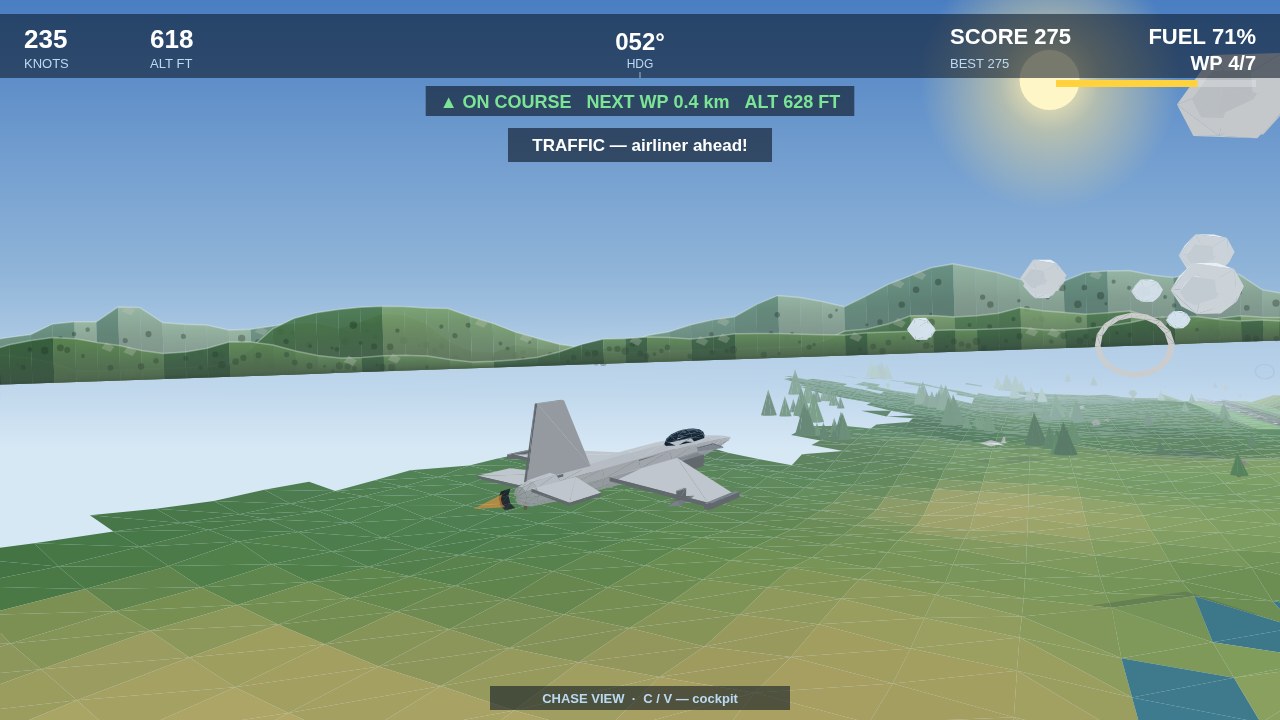 235
KNOTS
618
ALT FT
052°
HDG
SCORE 275
BEST 275
FUEL 71%
WP 4/7
▲ ON COURSE NEXT WP 0.4 km ALT 628 FT
TRAFFIC — airliner ahead!
CHASE VIEW · C / V — cockpit